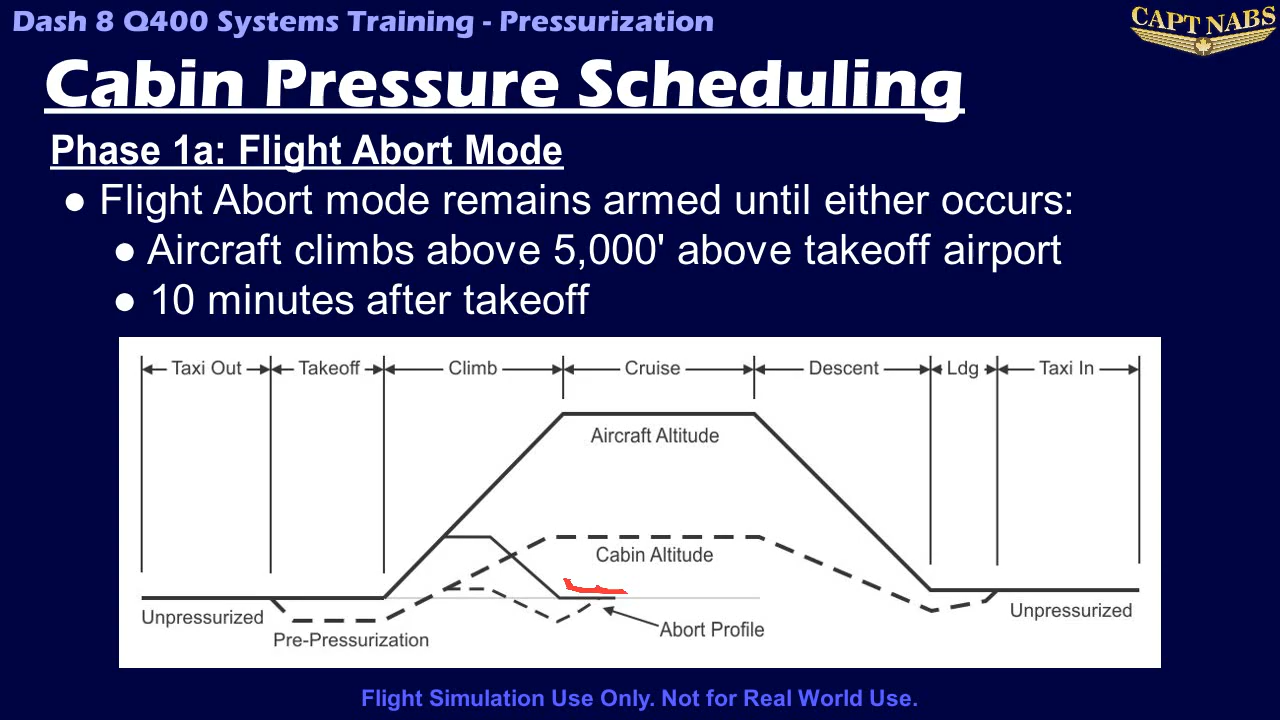 Dash 8 Q400 Systems Training - Pressurization
CAPT NABS
Cabin Pressure Scheduling
Phase 1a: Flight Abort Mode
● Flight Abort mode remains armed until either occurs:
● Aircraft climbs above 5,000' above takeoff airport
● 10 minutes after takeoff
Taxi Out Takeoff Climb Cruise Descent Ldg Taxi In
Aircraft Altitude
Cabin Altitude
Unpressurized
Pre-Pressurization
Abort Profile
Unpressurized
Flight Simulation Use Only. Not for Real World Use.